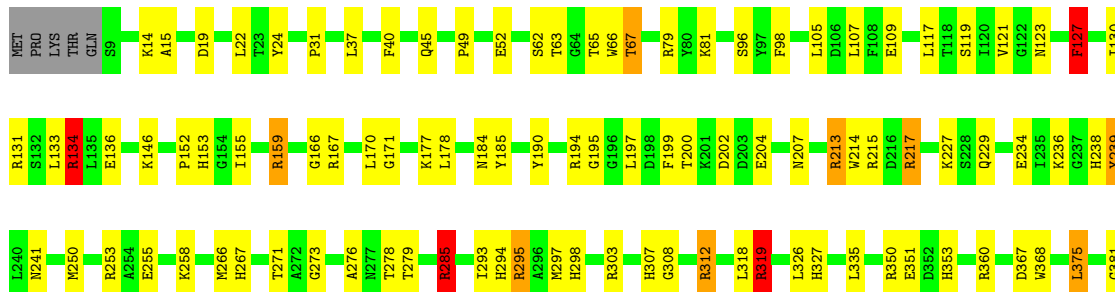 MET PRO LYS THR GLN S9 K14 A15 D19 L22 T23 Y24 P31 L37 F40 Q45 P49 E52 S62 T63 G64 T65 W66 T67 R79 Y80 K81 S96 Y97 F98 L105 D106 L107 F108 E109 L117 T118 S119 I120 V121 G122 N123 F127
R131 S132 L133 R134 L135 E136 K146 P152 H153 G154 I155 R159 G166 R167 L170 G171 K177 L178 N184 Y185 Y190 R194 G195 G196 L197 D198 F199 T200 K201 D202 D203 E204 N207 R213 W214 R215 D216 R217 K227 S228 Q229 E234 I235 K236 G237 H238
L240 N241 M250 R253 A254 E255 K258 M266 H267 T271 A272 G273 A276 N277 T278 T279 R285 I293 H294 R295 A296 M297 H298 R303 H307 G308 R312 L318 R319 L326 H327 L335 R350 E351 D352 H353 R360 D367 W368 L375